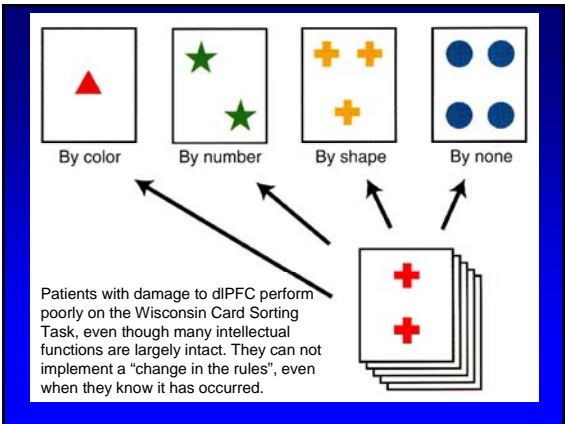 By color
By number
By shape
By none
Patients with damage to dlPFC perform
poorly on the Wisconsin Card Sorting
Task, even though many intellectual
functions are largely intact. They can not
implement a “change in the rules”, even
when they know it has occurred.